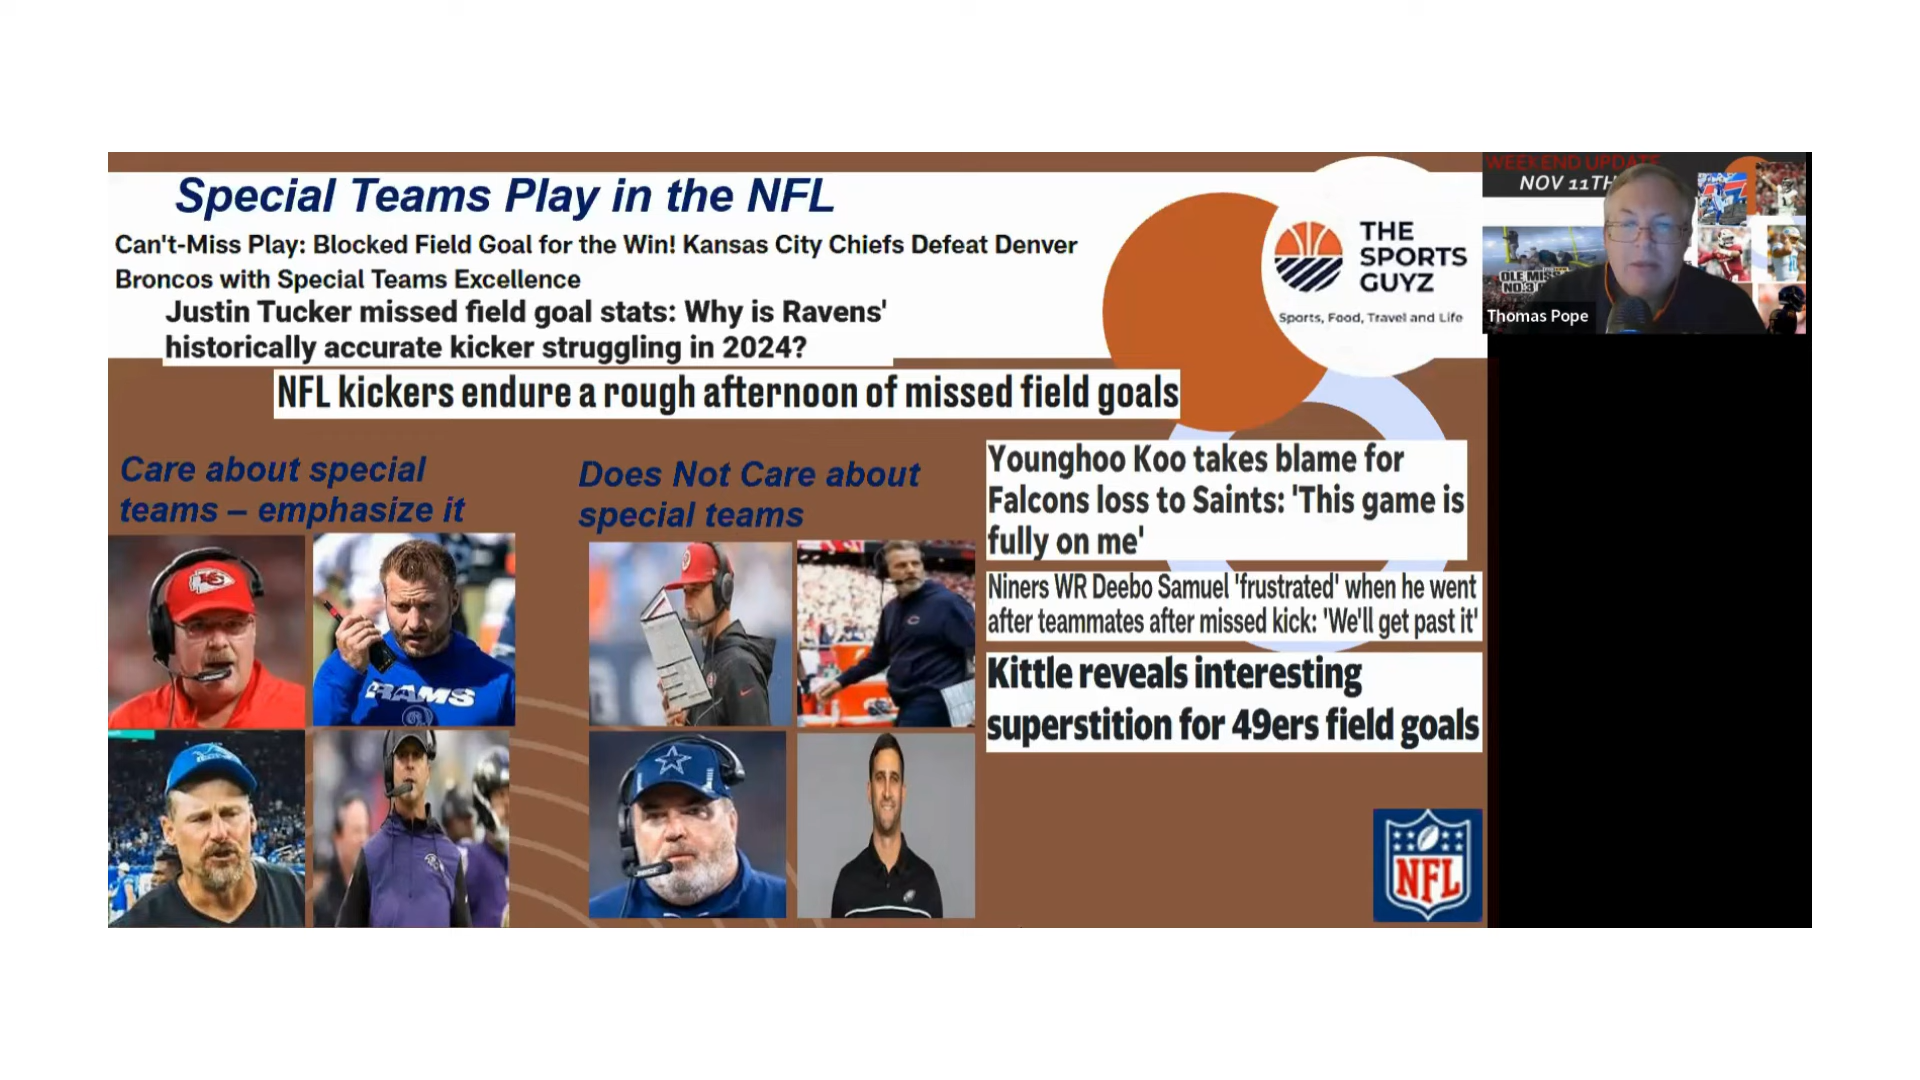 Special Teams Play in the NFL
Can't-Miss Play: Blocked Field Goal for the Win! Kansas City Chiefs Defeat Denver
Broncos with Special Teams Excellence
Justin Tucker missed field goal stats: Why is Ravens'
historically accurate kicker struggling in 2024?
NFL kickers endure a rough afternoon of missed field goals
THE
SPORTS
GUYZ
Sports, Food, Travel and Life
WEEKEND UPDATE
NOV 11TH
OLE MISS
NO.3
Thomas Pope
Care about special
teams – emphasize it
Does Not Care about
special teams
Younghoo Koo takes blame for
Falcons loss to Saints: 'This game is
fully on me'
Niners WR Deebo Samuel 'frustrated' when he went
after teammates after missed kick: 'We'll get past it'
Kittle reveals interesting
superstition for 49ers field goals
RAMS
NFL